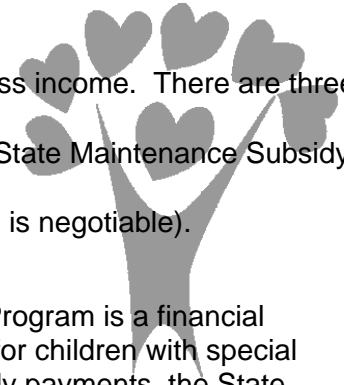 ss income.  There are three
State Maintenance Subsidy
is negotiable).
Program is a financial
for children with special
ly payments, the State